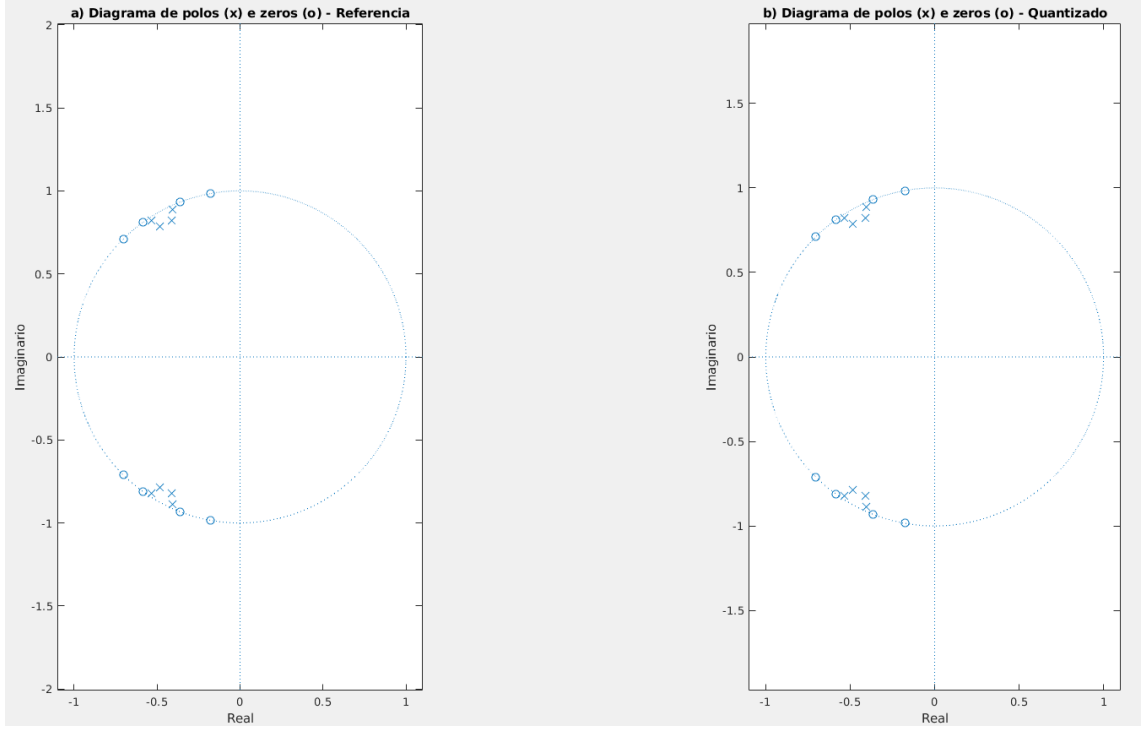 a) Diagrama de polos (x) e zeros (o) - Referencia
2
1.5
1
0.5
0
-0.5
-1
-1.5
-2
Imaginario
-1 -0.5 0 0.5 1
Real
b) Diagrama de polos (x) e zeros (o) - Quantizado
1.5
1
0.5
0
-0.5
-1
-1.5
Imaginario
-1 -0.5 0 0.5 1
Real